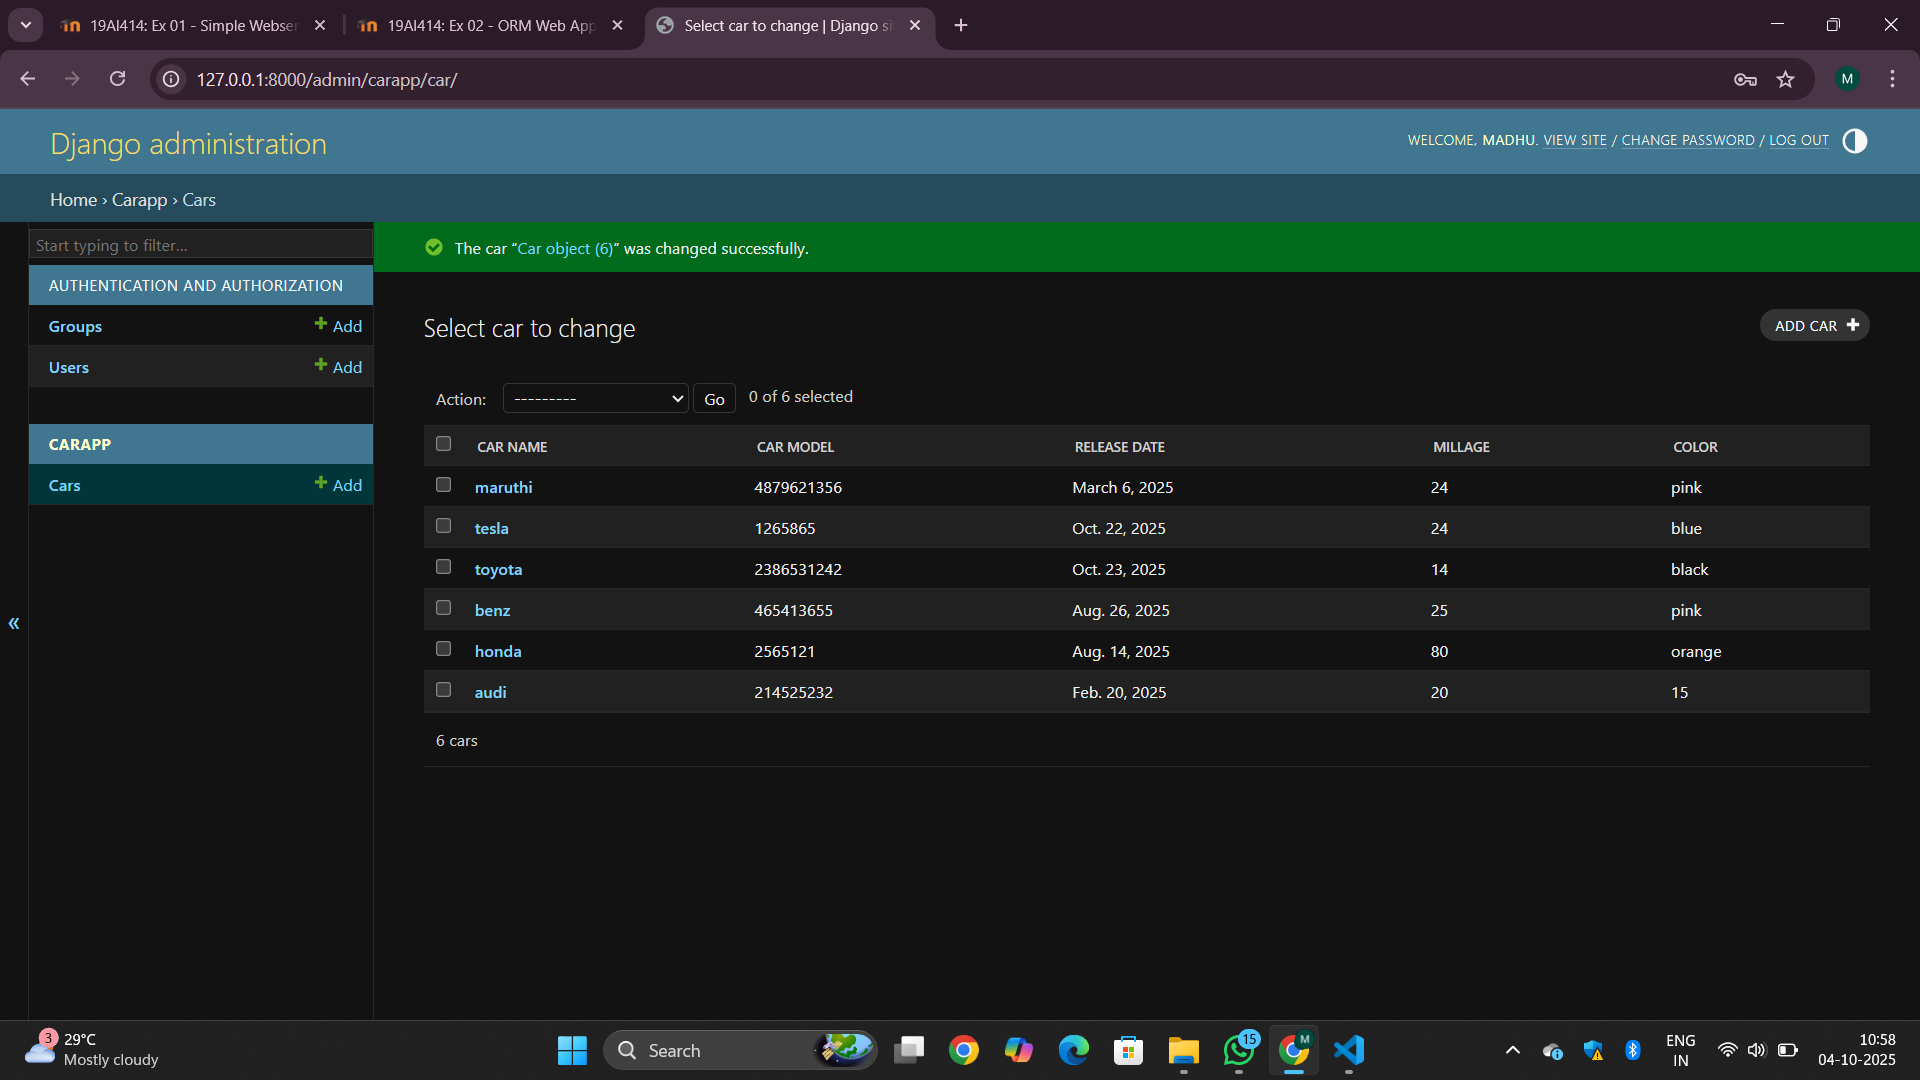 19AI414: Ex 01 - Simple Webser
19AI414: Ex 02 - ORM Web App
Select car to change | Django si
127.0.0.1:8000/admin/carapp/car/
M
Django administration
WELCOME, MADHU. VIEW SITE / CHANGE PASSWORD / LOG OUT
Home › Carapp › Cars
Start typing to filter...
AUTHENTICATION AND AUTHORIZATION
Groups + Add
Users + Add
CARAPP
Cars + Add
«
The car “Car object (6)” was changed successfully.
Select car to change
ADD CAR +
Action: --------- Go 0 of 6 selected
CAR NAME CAR MODEL RELEASE DATE MILLAGE COLOR
maruthi 4879621356 March 6, 2025 24 pink
tesla 1265865 Oct. 22, 2025 24 blue
toyota 2386531242 Oct. 23, 2025 14 black
benz 465413655 Aug. 26, 2025 25 pink
honda 2565121 Aug. 14, 2025 80 orange
audi 214525232 Feb. 20, 2025 20 15
6 cars
3
29°C
Mostly cloudy
Search
15
M
ENG
IN
10:58
04-10-2025